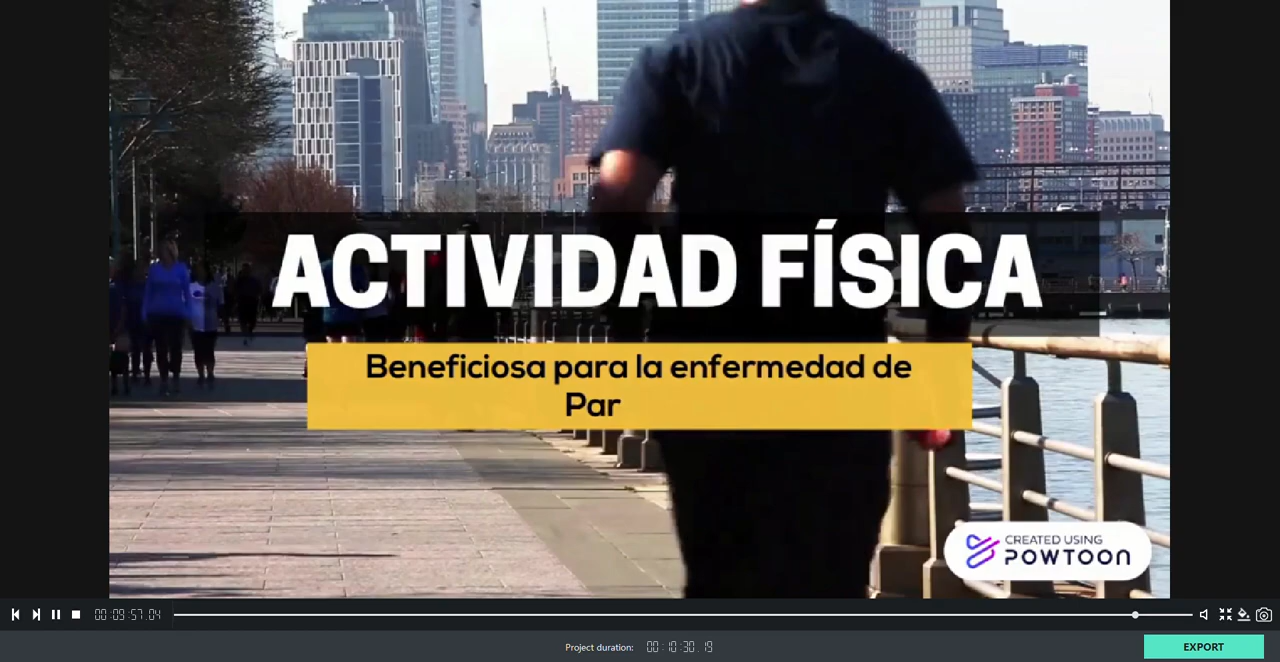 ACTIVIDAD FÍSICA
Beneficiosa para la enfermedad de
Par
CREATED USING
POWTOON
00:09:57.04
Project duration: 00:10:30.19
EXPORT